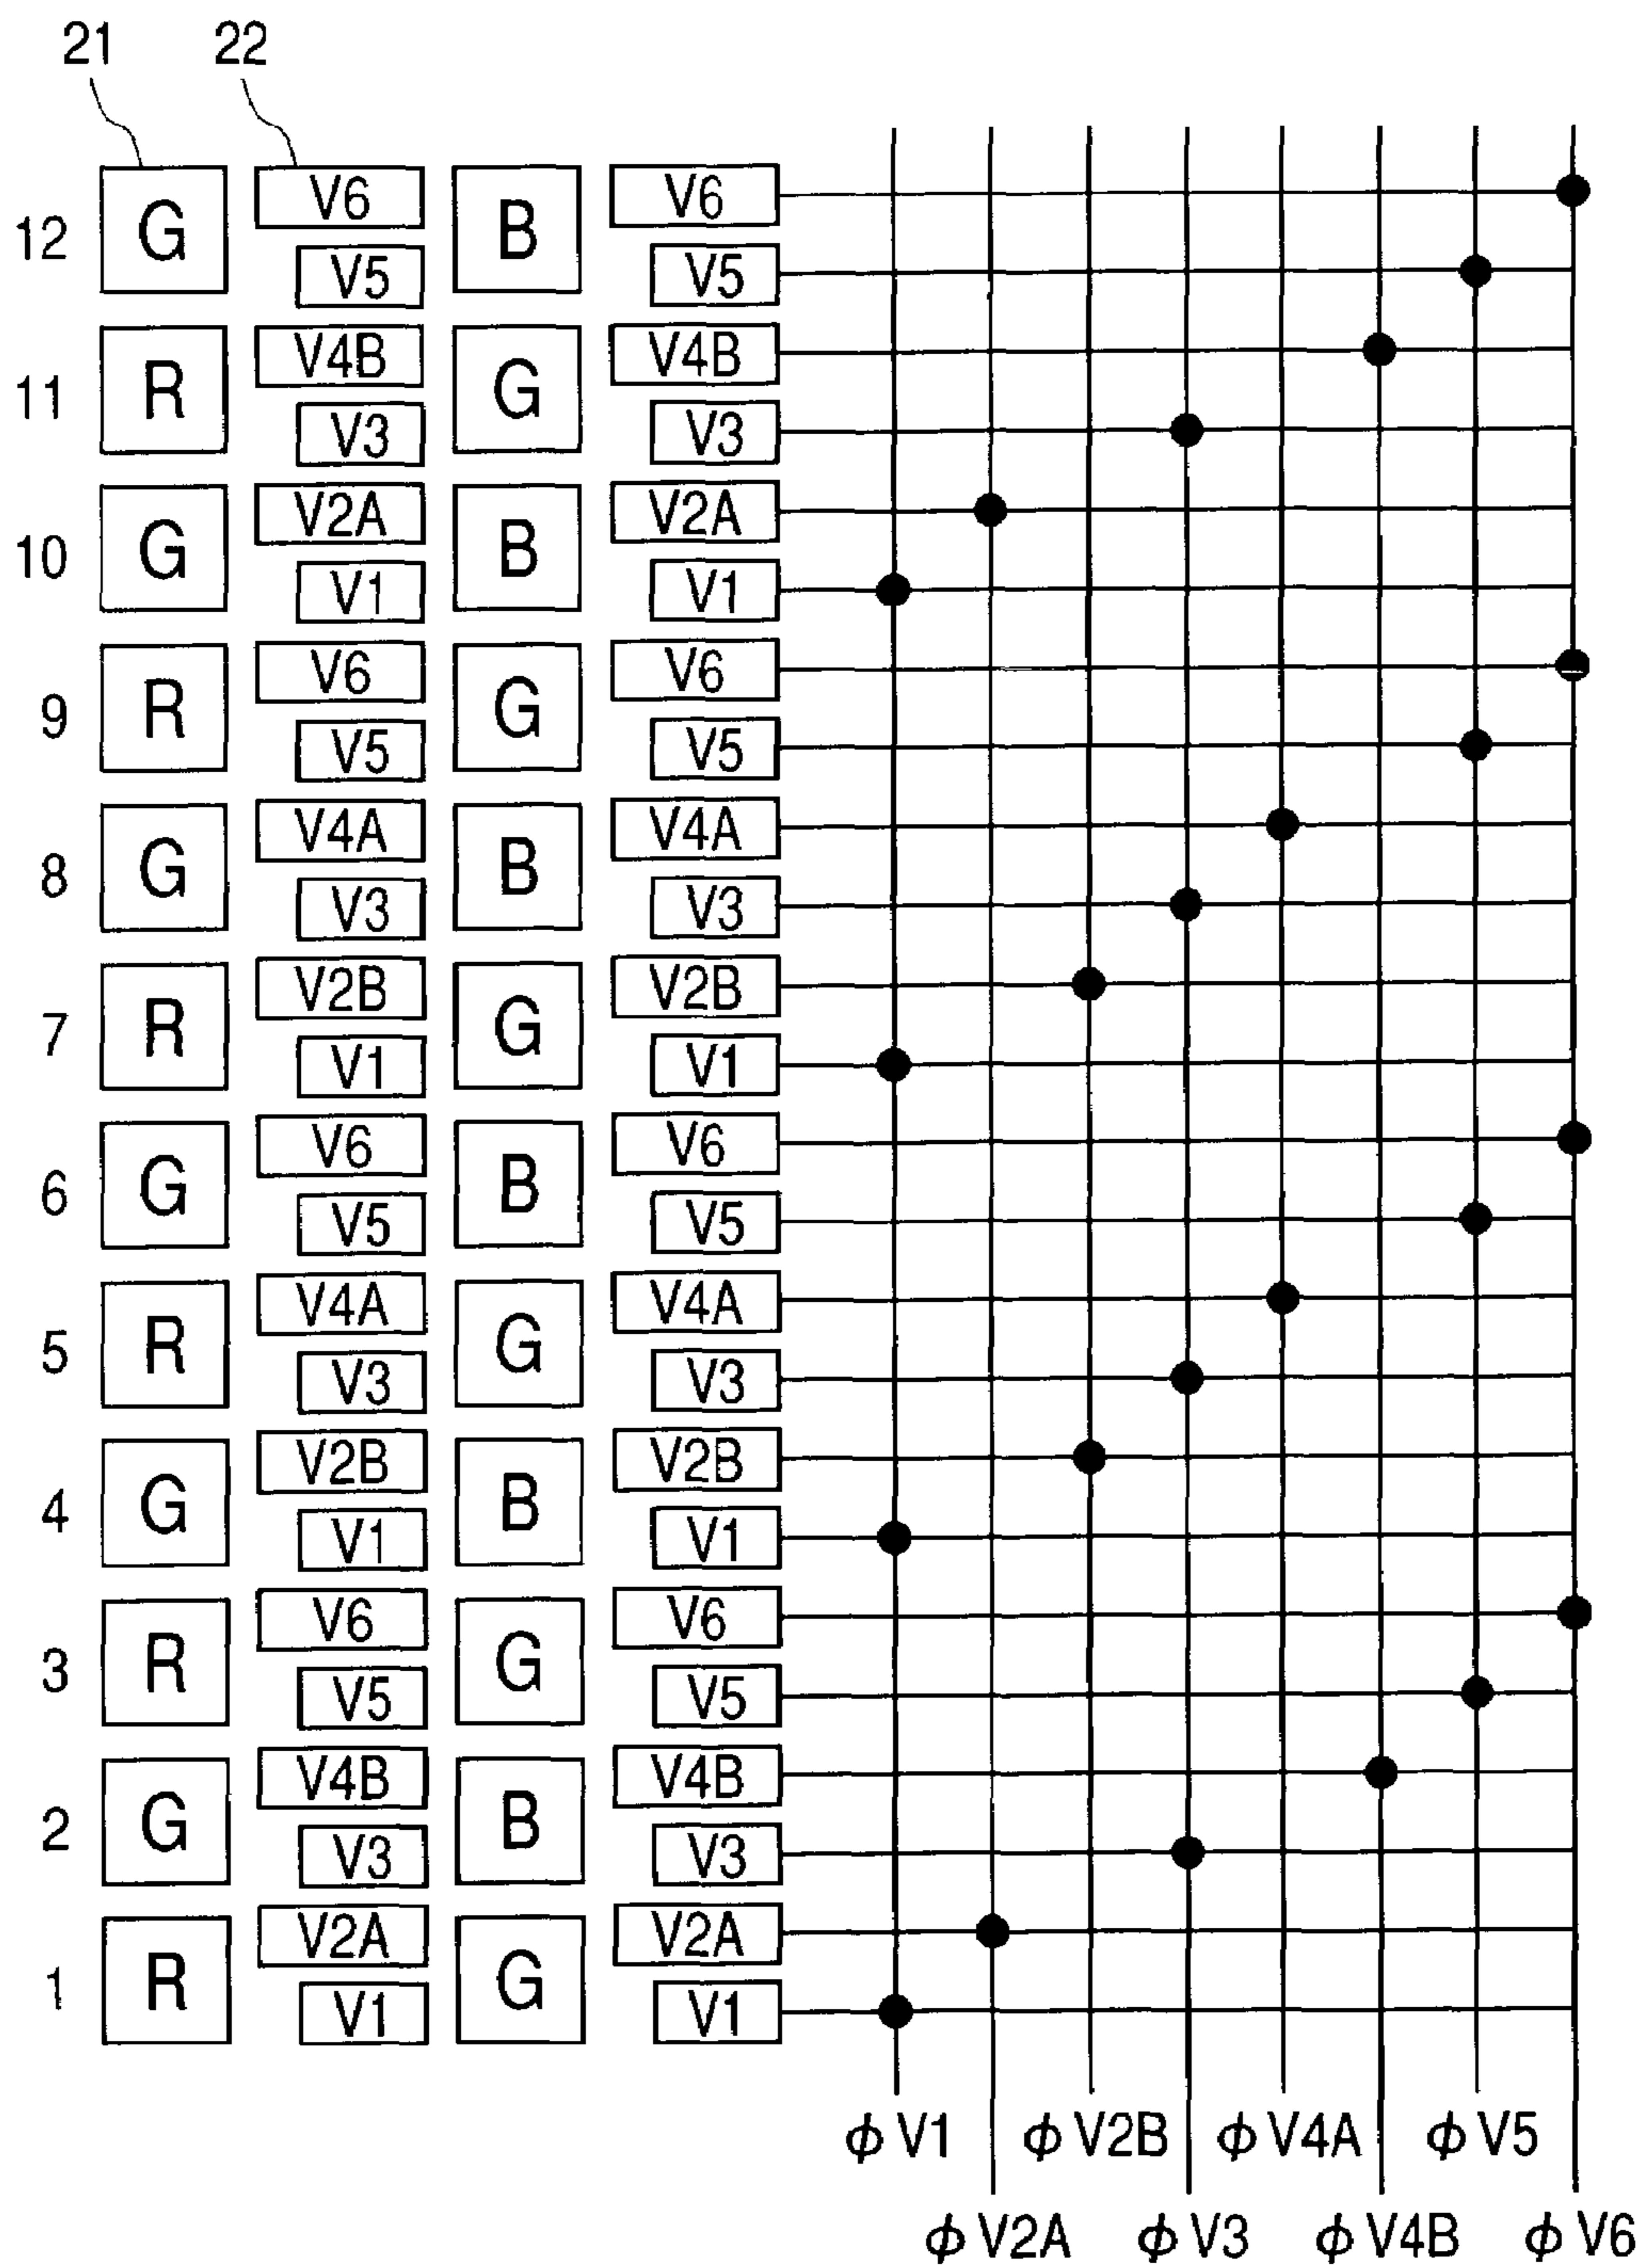 21 22
12 G V6 B V6
V5 V5
11 R V4B G V4B
V3 V3
10 G V2A B V2A
V1 V1
9 R V6 G V6
V5 V5
8 G V4A B V4A
V3 V3
7 R V2B G V2B
V1 V1
6 G V6 B V6
V5 V5
5 R V4A G V4A
V3 V3
4 G V2B B V2B
V1 V1
3 R V6 G V6
V5 V5
2 G V4B B V4B
V3 V3
1 R V2A G V2A
V1 V1
ϕV1 ϕV2B ϕV4A ϕV5
ϕV2A ϕV3 ϕV4B ϕV6